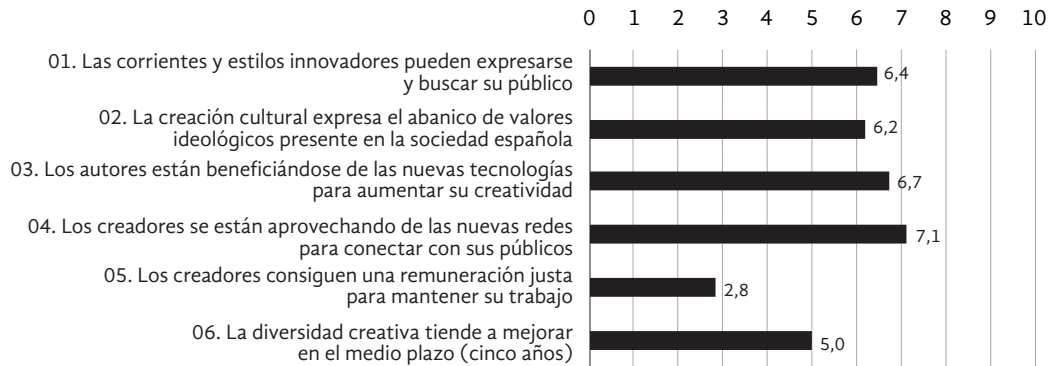 0 1 2 3 4 5 6 7 8 9 10
01. Las corrientes y estilos innovadores pueden expresarse
y buscar su público
6,4
02. La creación cultural expresa el abanico de valores
ideológicos presente en la sociedad española
6,2
03. Los autores están beneficiándose de las nuevas tecnologías
para aumentar su creatividad
6,7
04. Los creadores se están aprovechando de las nuevas redes
para conectar con sus públicos
7,1
05. Los creadores consiguen una remuneración justa
para mantener su trabajo
2,8
06. La diversidad creativa tiende a mejorar
en el medio plazo (cinco años)
5,0